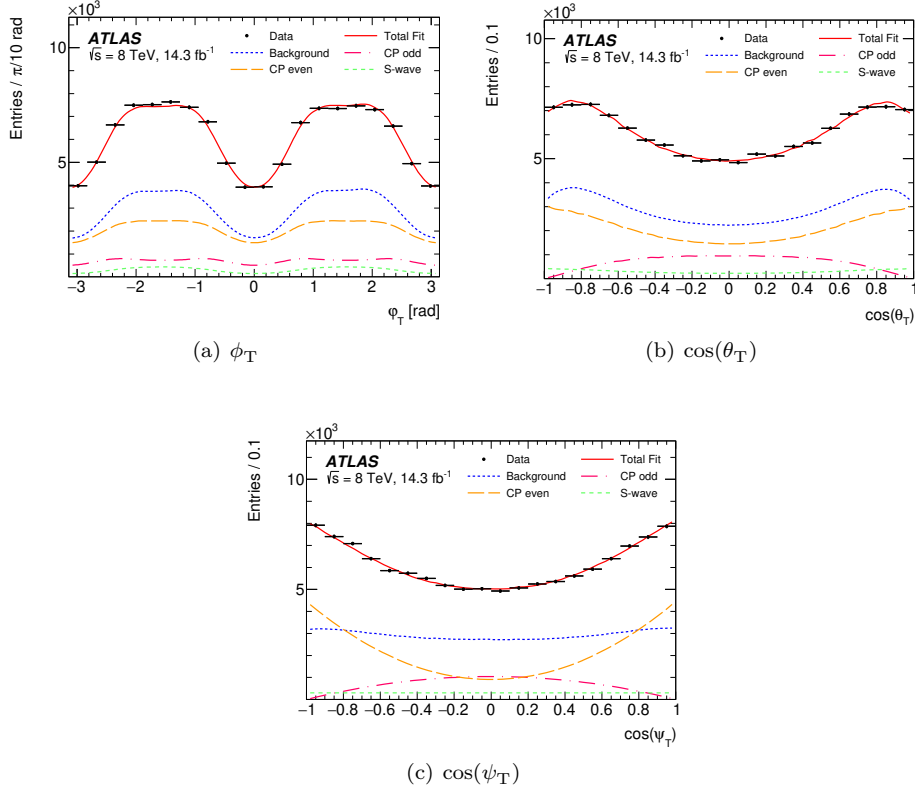 ×10³
Entries / π/10 rad
ATLAS
√s = 8 TeV, 14.3 fb⁻¹
Data
Background
CP even
Total Fit
CP odd
S-wave
10
5
−3 −2 −1 0 1 2 3
φ_T [rad]
(a) ϕ_T
×10³
Entries / 0.1
ATLAS
√s = 8 TeV, 14.3 fb⁻¹
Data
Background
CP even
Total Fit
CP odd
S-wave
10
5
−1 −0.8 −0.6 −0.4 −0.2 0 0.2 0.4 0.6 0.8 1
cos(θ_T)
(b) cos(θ_T)
×10³
Entries / 0.1
ATLAS
√s = 8 TeV, 14.3 fb⁻¹
Data
Background
CP even
Total Fit
CP odd
S-wave
10
5
−1 −0.8 −0.6 −0.4 −0.2 0 0.2 0.4 0.6 0.8 1
cos(ψ_T)
(c) cos(ψ_T)